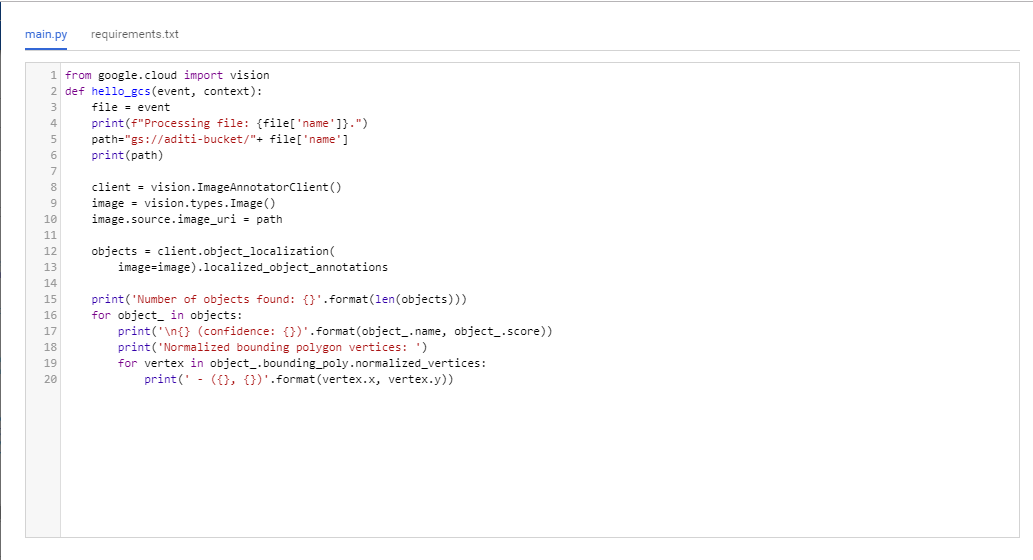 main.py requirements.txt
1 from google.cloud import vision
2 def hello_gcs(event, context):
3     file = event
4     print(f"Processing file: {file['name']}.")
5     path="gs://aditi-bucket/"+ file['name']
6     print(path)
7
8     client = vision.ImageAnnotatorClient()
9     image = vision.types.Image()
10     image.source.image_uri = path
11
12     objects = client.object_localization(
13         image=image).localized_object_annotations
14
15     print('Number of objects found: {}'.format(len(objects)))
16     for object_ in objects:
17         print('\n{} (confidence: {})'.format(object_.name, object_.score))
18         print('Normalized bounding polygon vertices: ')
19         for vertex in object_.bounding_poly.normalized_vertices:
20             print(' - ({}, {})'.format(vertex.x, vertex.y))